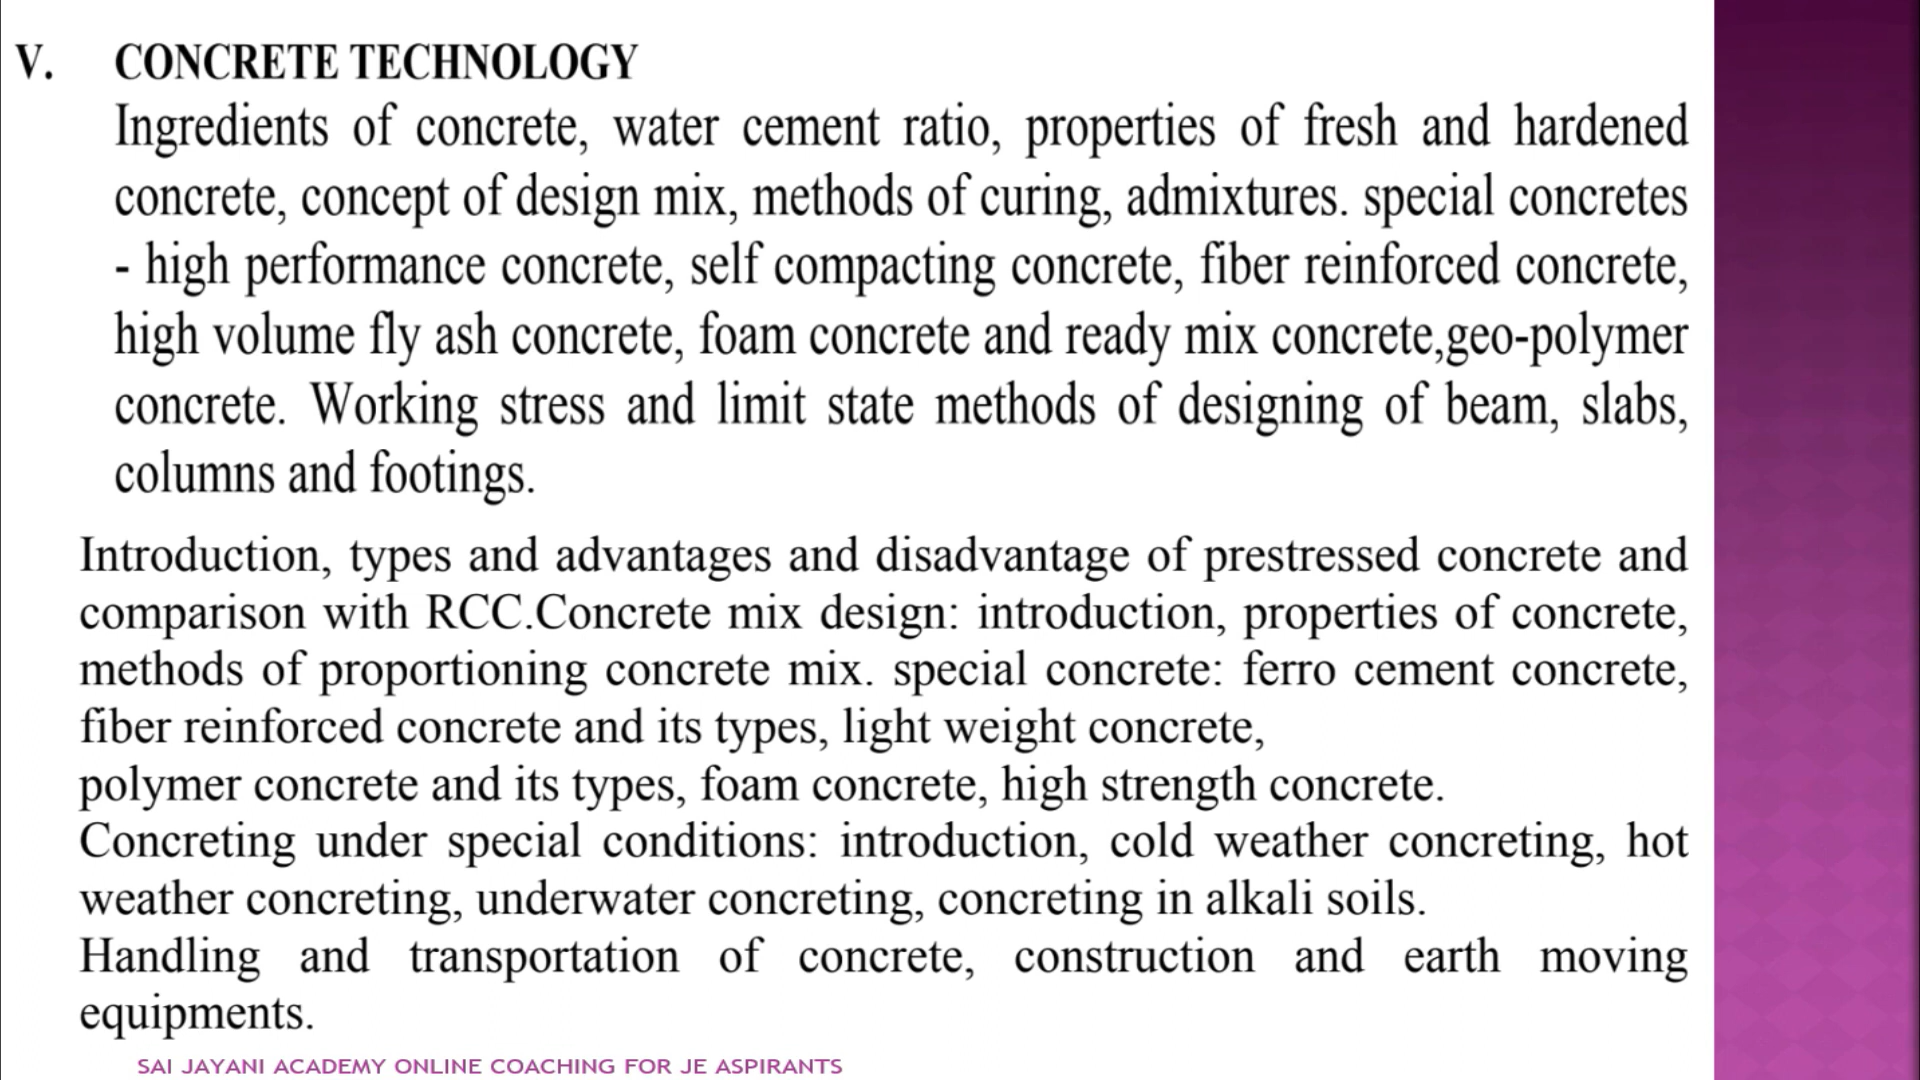 V. CONCRETE TECHNOLOGY
Ingredients of concrete, water cement ratio, properties of fresh and hardened
concrete, concept of design mix, methods of curing, admixtures. special concretes
- high performance concrete, self compacting concrete, fiber reinforced concrete,
high volume fly ash concrete, foam concrete and ready mix concrete,geo-polymer
concrete. Working stress and limit state methods of designing of beam, slabs,
columns and footings.
Introduction, types and advantages and disadvantage of prestressed concrete and
comparison with RCC.Concrete mix design: introduction, properties of concrete,
methods of proportioning concrete mix. special concrete: ferro cement concrete,
fiber reinforced concrete and its types, light weight concrete,
polymer concrete and its types, foam concrete, high strength concrete.
Concreting under special conditions: introduction, cold weather concreting, hot
weather concreting, underwater concreting, concreting in alkali soils.
Handling and transportation of concrete, construction and earth moving
equipments.
SAI JAYANI ACADEMY ONLINE COACHING FOR JE ASPIRANTS